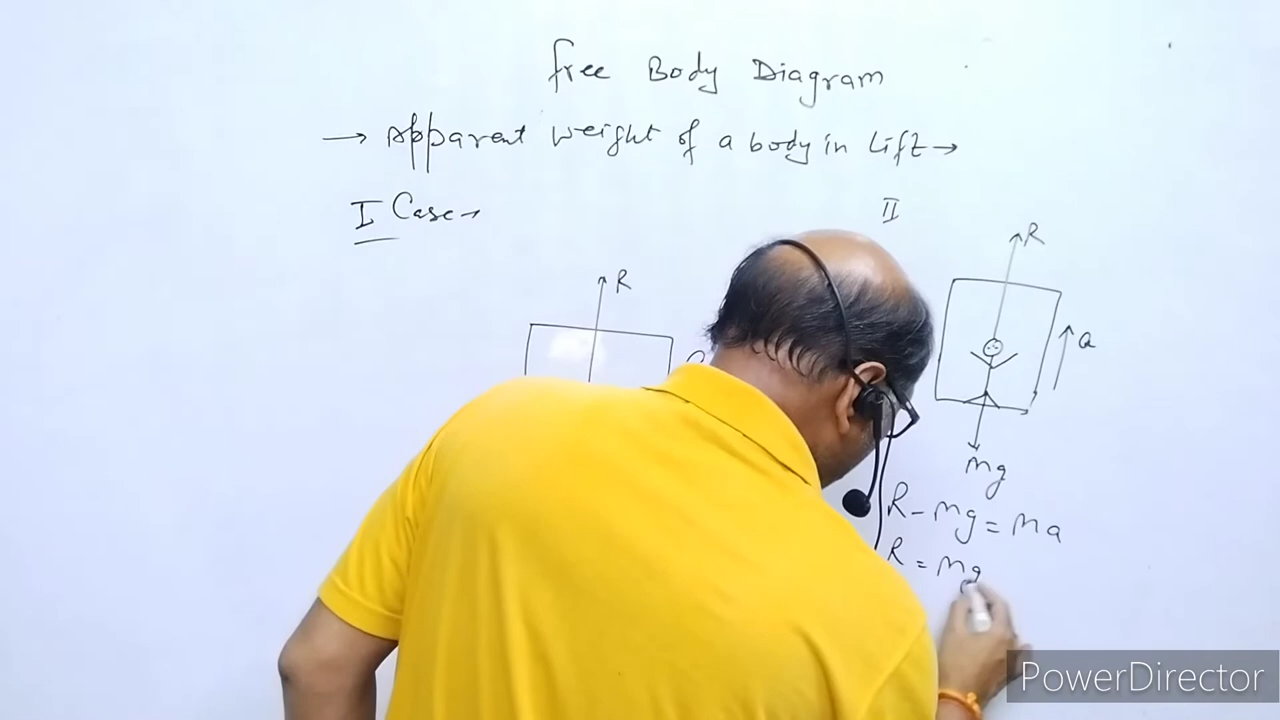 free Body Diagram
→ Apparent weight of a body in Lift →
I Case →
II
R
R
a
mg
R - mg = ma
R = mg
PowerDirector